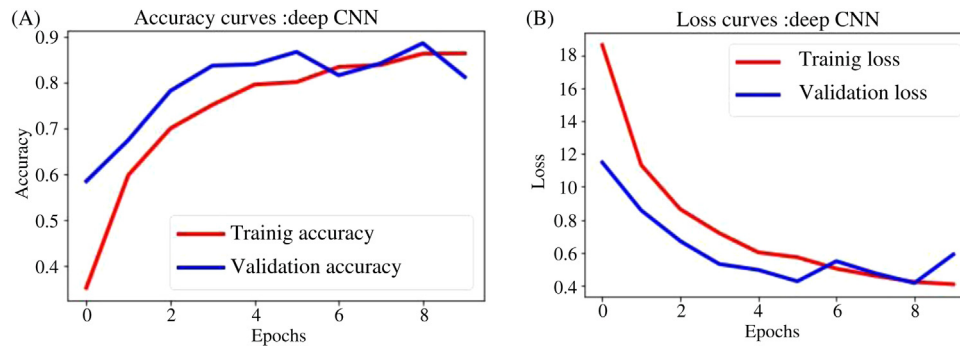 (A)
Accuracy curves :deep CNN
0.9
0.8
0.7
0.6
0.5
0.4
Accuracy
Trainig accuracy
Validation accuracy
0
2
4
6
8
Epochs
(B)
Loss curves :deep CNN
18
16
14
12
10
0.8
0.6
0.4
Loss
Trainig loss
Validation loss
0
2
4
6
8
Epochs